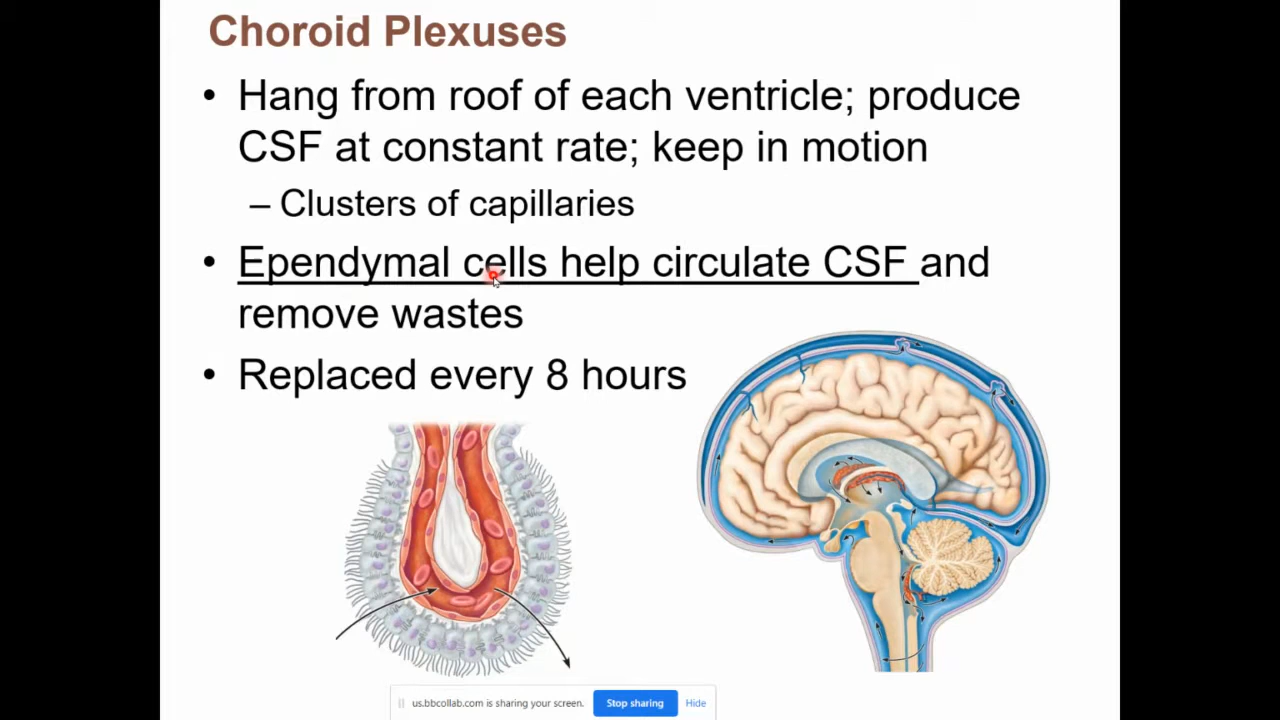 Choroid Plexuses
• Hang from roof of each ventricle; produce
CSF at constant rate; keep in motion
– Clusters of capillaries
• Ependymal cells help circulate CSF and
remove wastes
• Replaced every 8 hours
us.bbcollab.com is sharing your screen. Stop sharing Hide